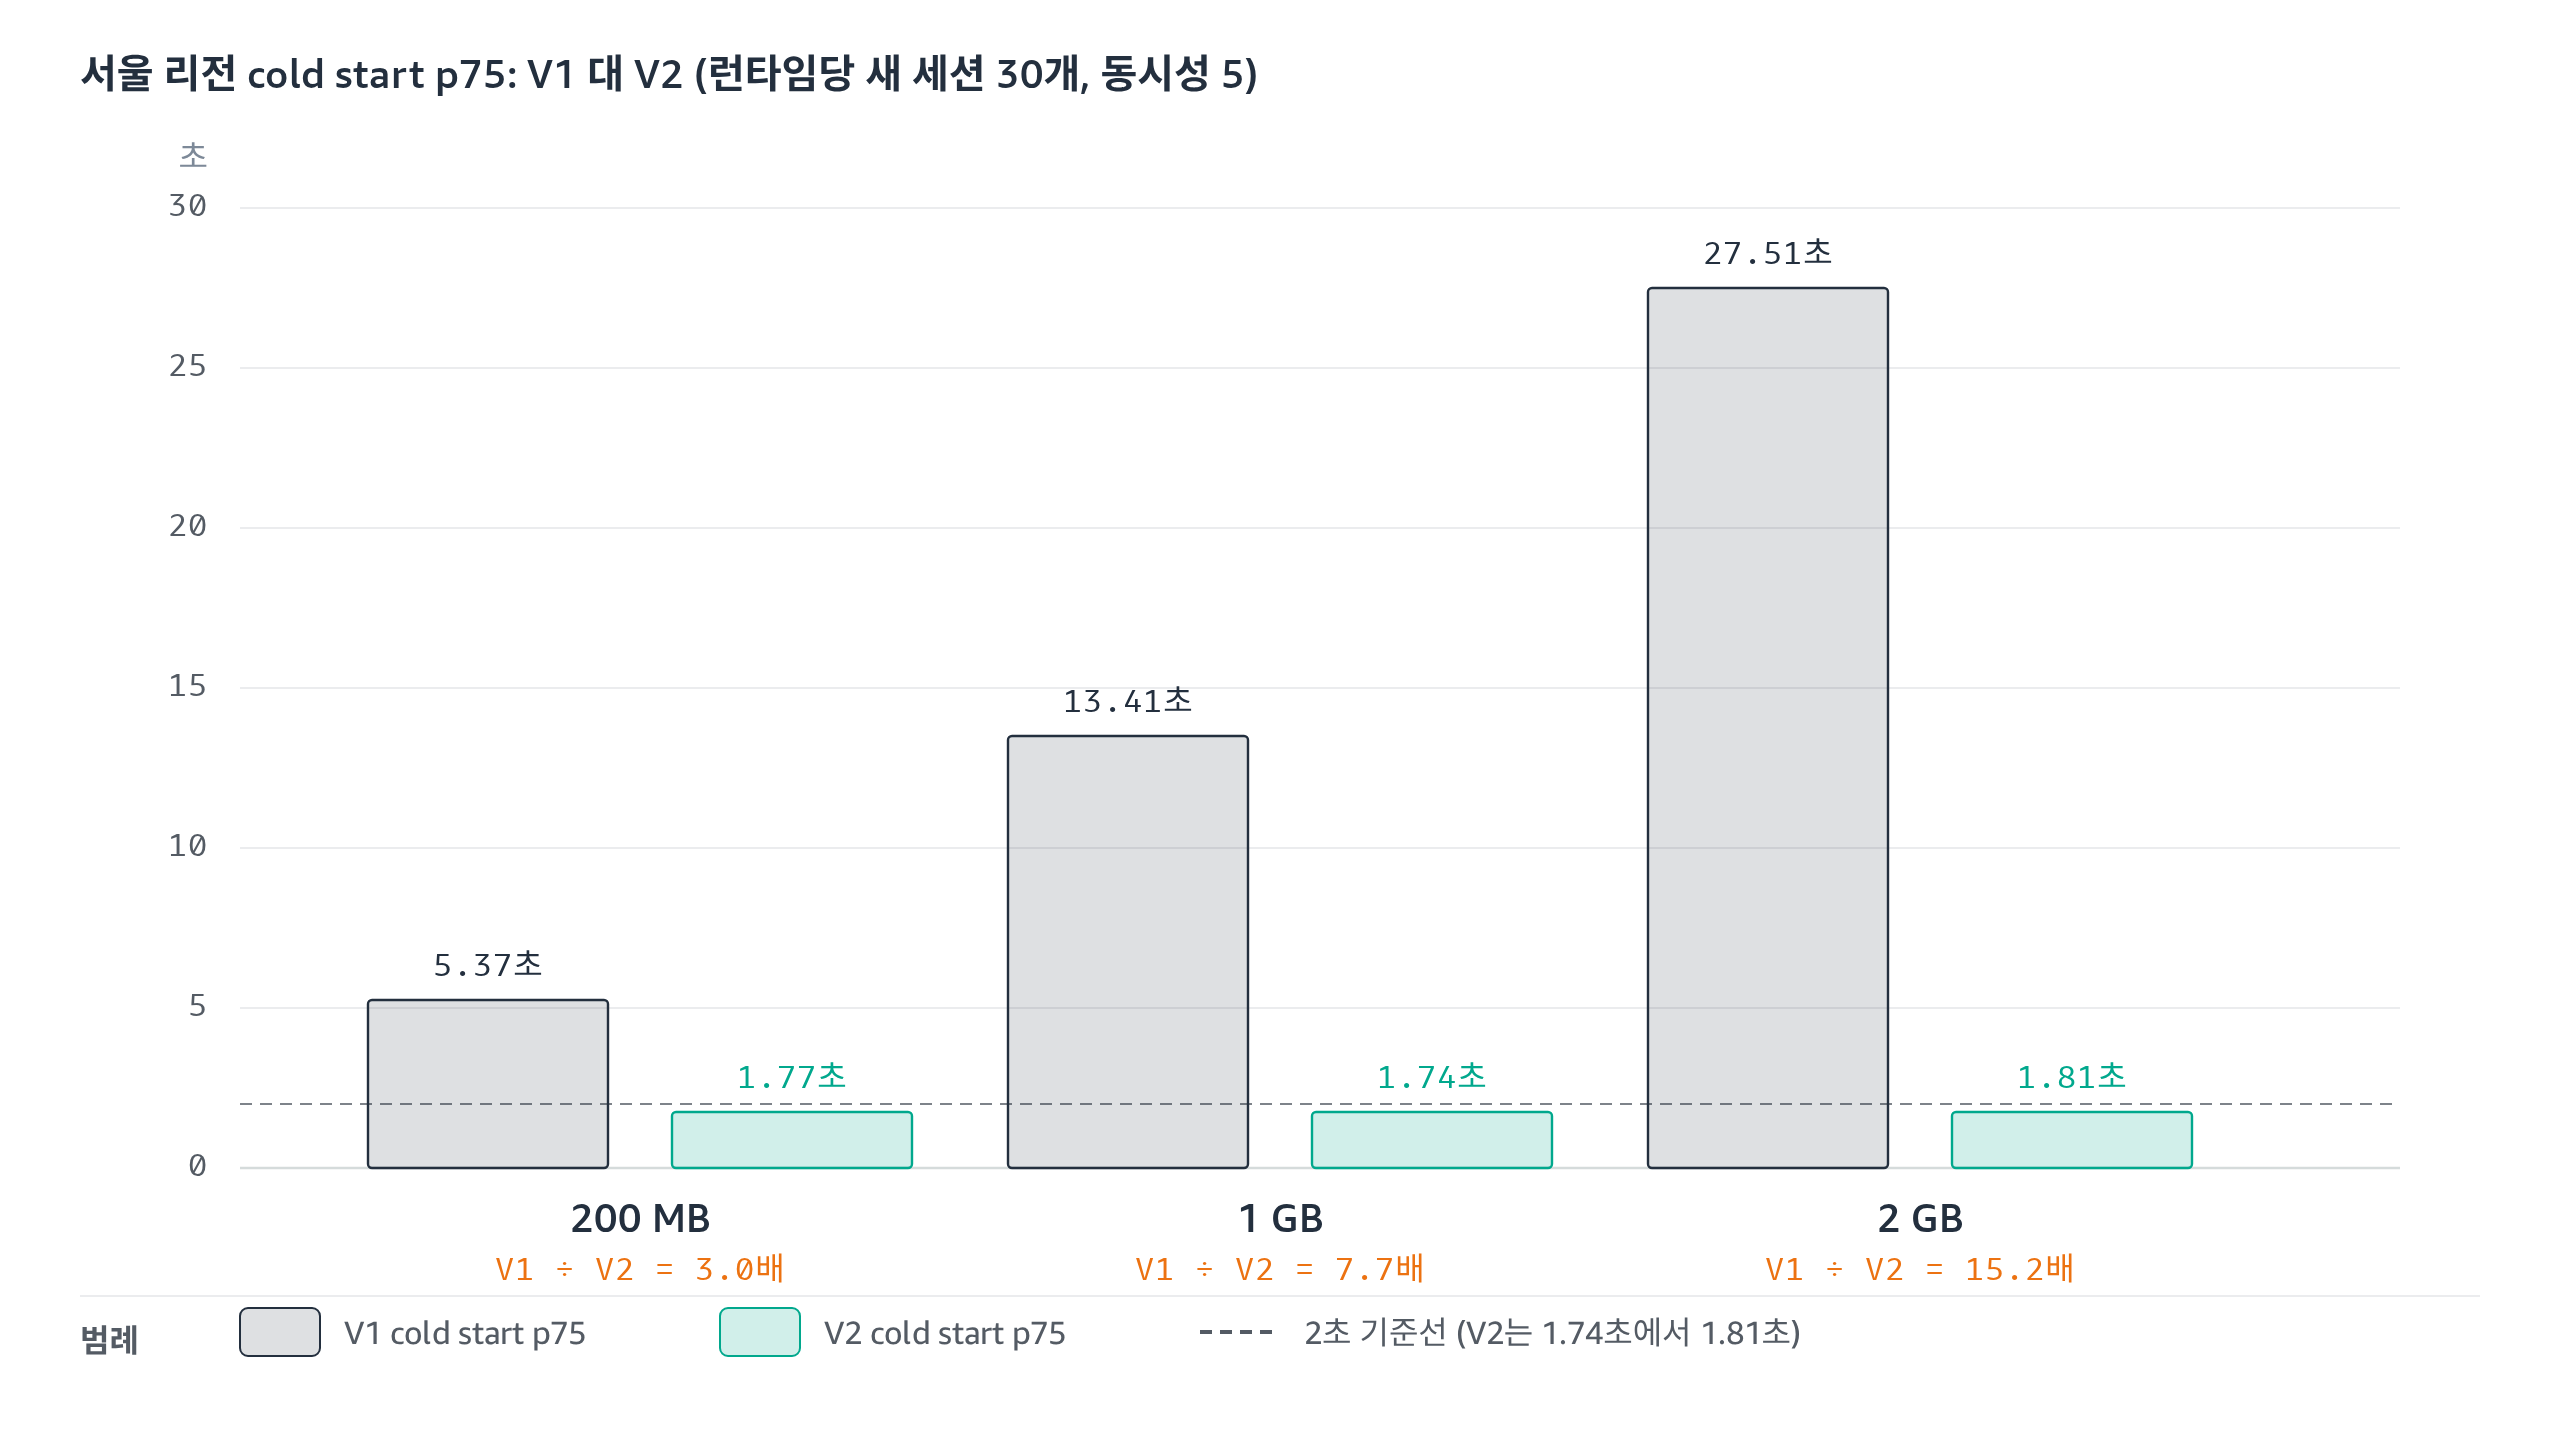 서울 리전 cold start p75: V1 대 V2 (런타임당 새 세션 30개, 동시성 5)
초
30
27.51초
25
20
15
13.41초
10
5.37초
5
1.77초
1.74초
1.81초
0
200 MB
1 GB
2 GB
V1 ÷ V2 = 3.0배
V1 ÷ V2 = 7.7배
V1 ÷ V2 = 15.2배
범례
V1 cold start p75
V2 cold start p75
2초 기준선 (V2는 1.74초에서 1.81초)